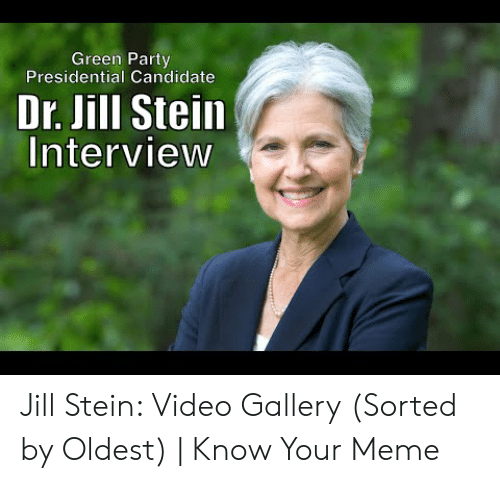 Green Party
Presidential Candidate
Dr. Jill Stein
Interview
Jill Stein: Video Gallery (Sorted
by Oldest) | Know Your Meme